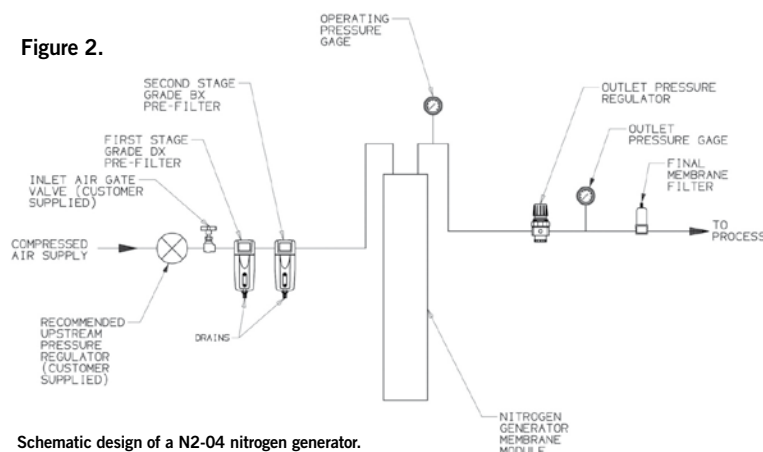 Figure 2.
OPERATING
PRESSURE
GAGE
SECOND STAGE
GRADE BX
PRE-FILTER
FIRST STAGE
GRADE DX
PRE-FILTER
INLET AIR GATE
VALVE (CUSTOMER
SUPPLIED)
COMPRESSED
AIR SUPPLY
RECOMMENDED
UPSTREAM
PRESSURE
REGULATOR
(CUSTOMER
SUPPLIED)
DRAINS
OUTLET PRESSURE
REGULATOR
OUTLET
PRESSURE GAGE
FINAL
MEMBRANE
FILTER
TO
PROCESS
NITROGEN
GENERATOR
MEMBRANE
MODULE
Schematic design of a N2-04 nitrogen generator.